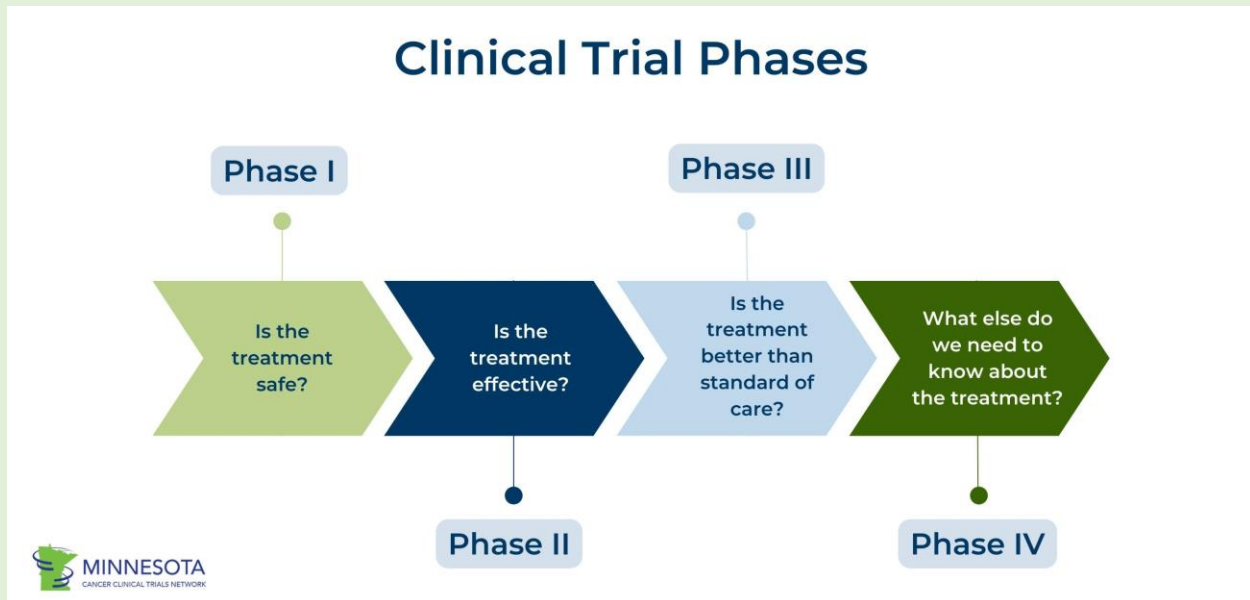 Clinical Trial Phases
Phase I
Phase III
Is the
treatment
safe?
Is the
treatment
effective?
Is the
treatment
better than
standard of
care?
What else do
we need to
know about
the treatment?
Phase II
Phase IV
MINNESOTA
CANCER CLINICAL TRIALS NETWORK